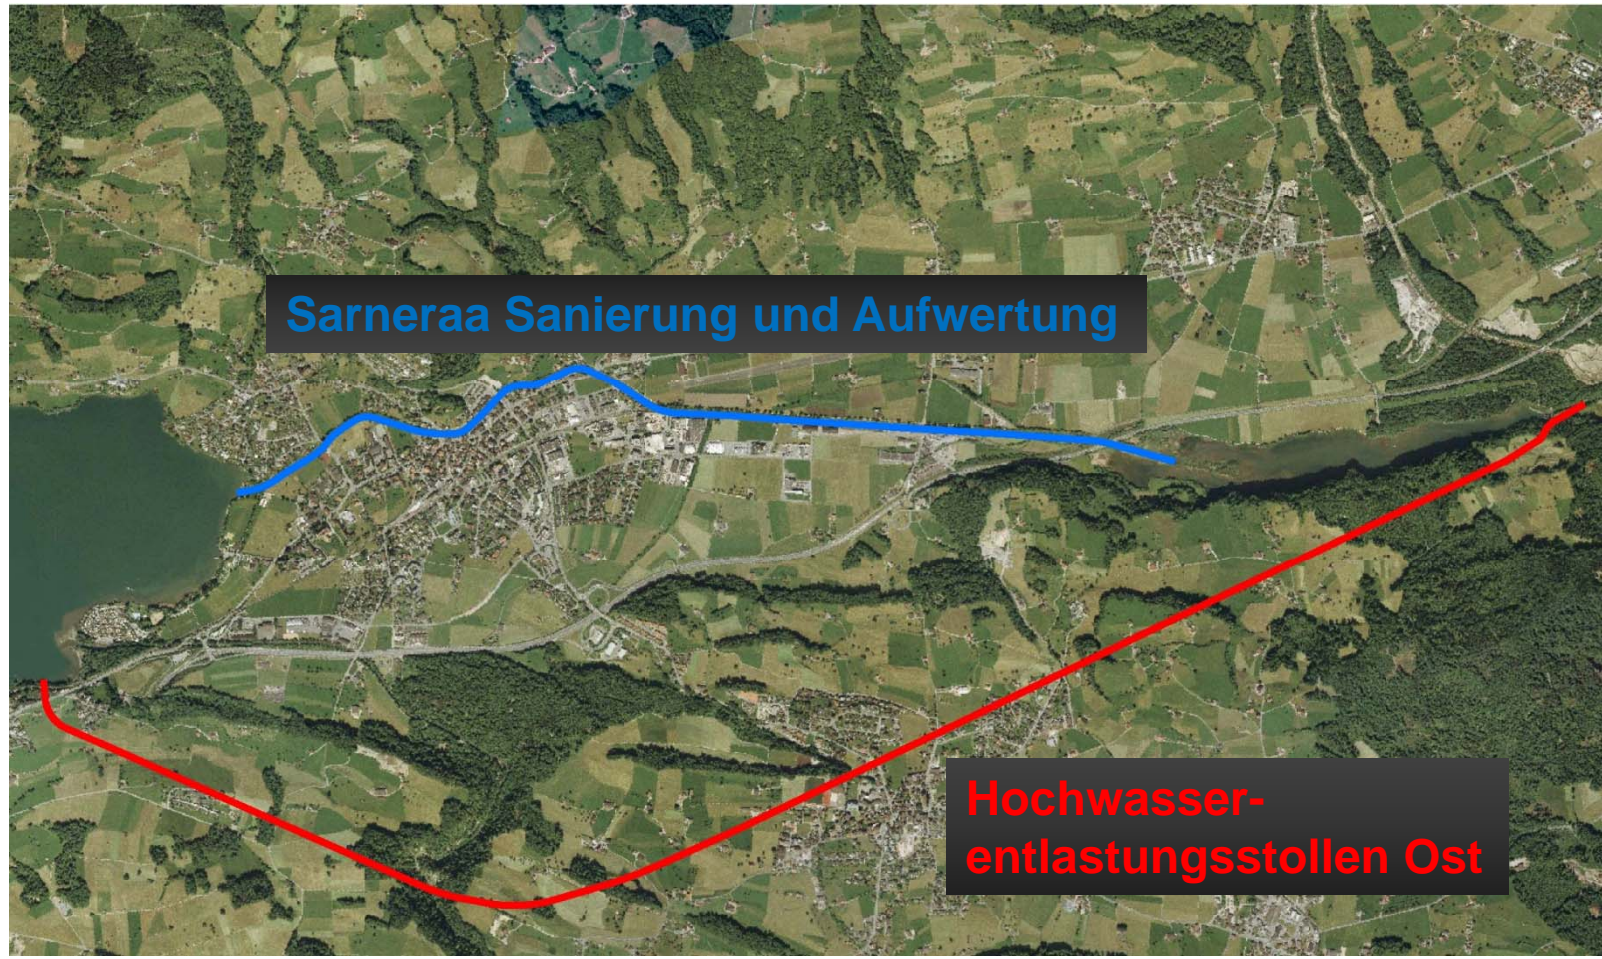 Sarneraa Sanierung und Aufwertung
Hochwasser-
entlastungsstollen Ost